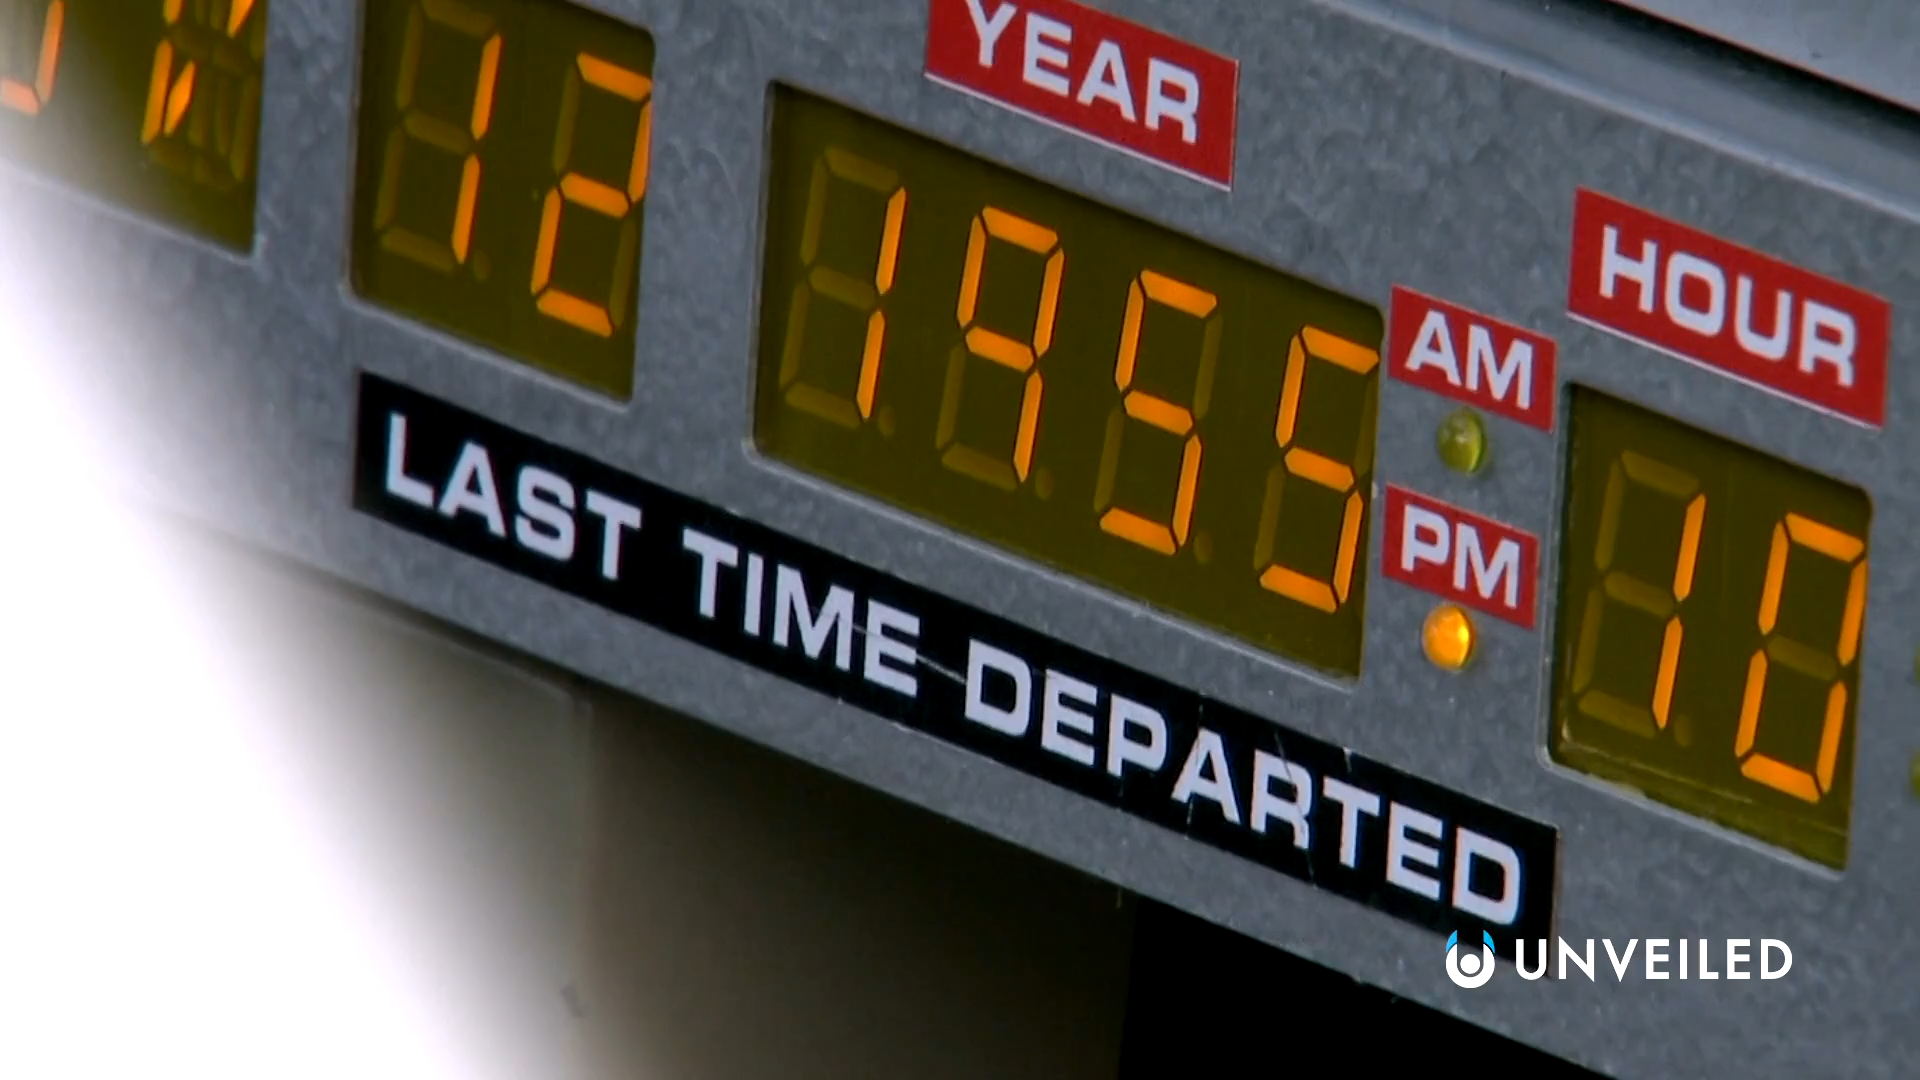 YEAR
HOUR
12
1955
AM
PM
10
LAST TIME DEPARTED
UNVEILED